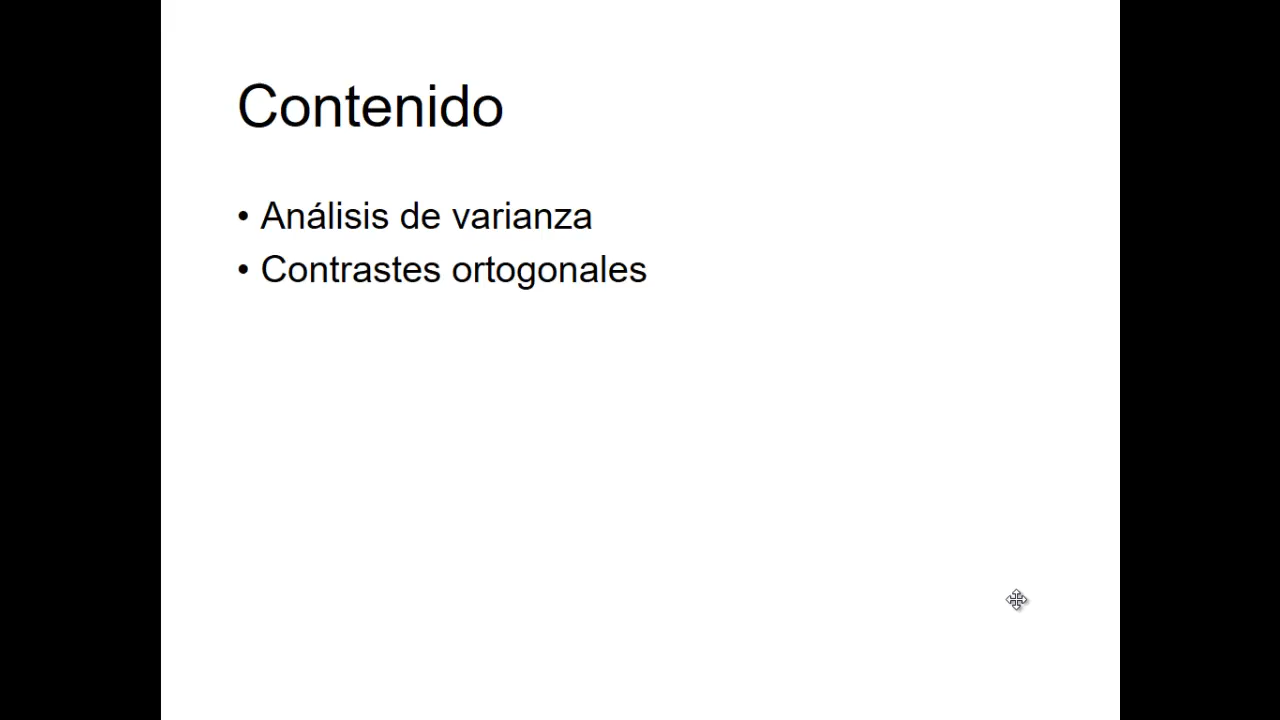 Contenido
• Análisis de varianza
• Contrastes ortogonales